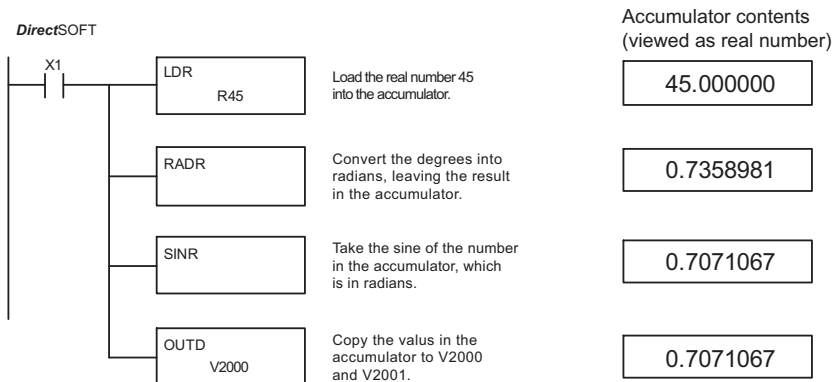 DirectSOFT
Accumulator contents
(viewed as real number)
X1
LDR
R45
Load the real number 45
into the accumulator.
45.000000
RADR
Convert the degrees into
radians, leaving the result
in the accumulator.
0.7358981
SINR
Take the sine of the number
in the accumulator, which
is in radians.
0.7071067
OUTD
V2000
Copy the valus in the
accumulator to V2000
and V2001.
0.7071067